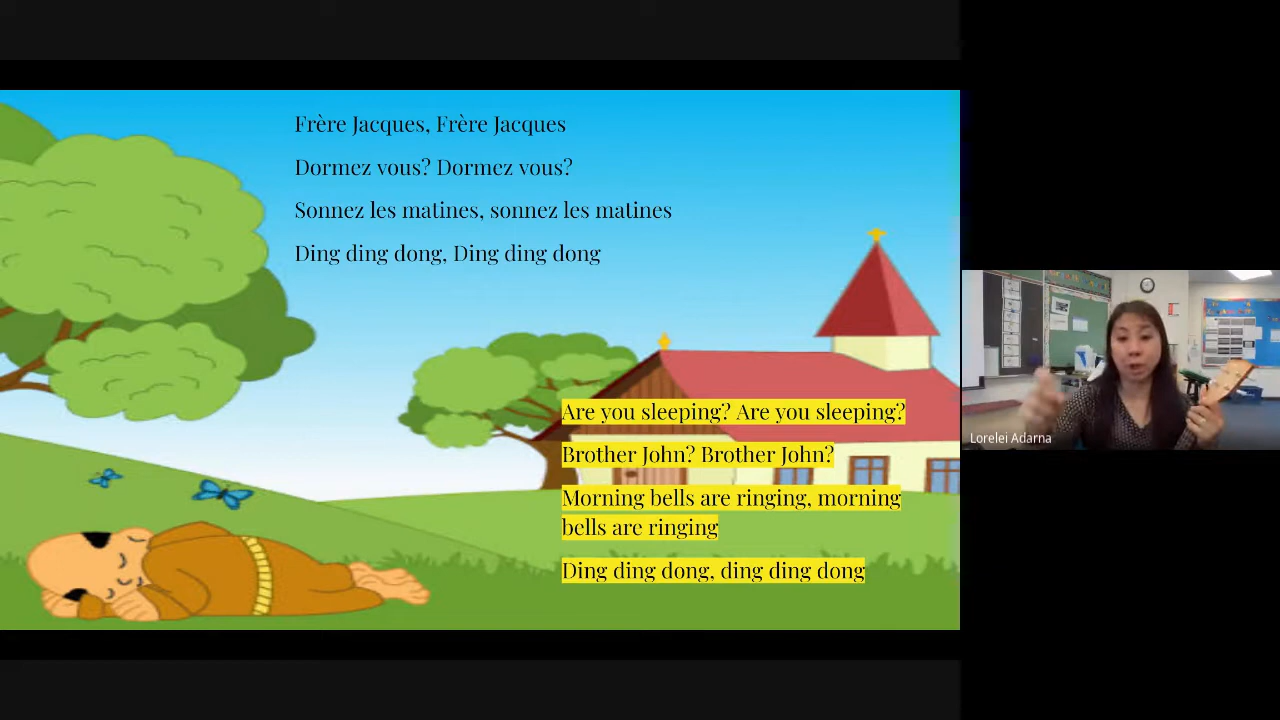 Frère Jacques, Frère Jacques
Dormez vous? Dormez vous?
Sonnez les matines, sonnez les matines
Ding ding dong, Ding ding dong
Are you sleeping? Are you sleeping?
Brother John? Brother John?
Morning bells are ringing, morning
bells are ringing
Ding ding dong, ding ding dong
Lorelei Adarna